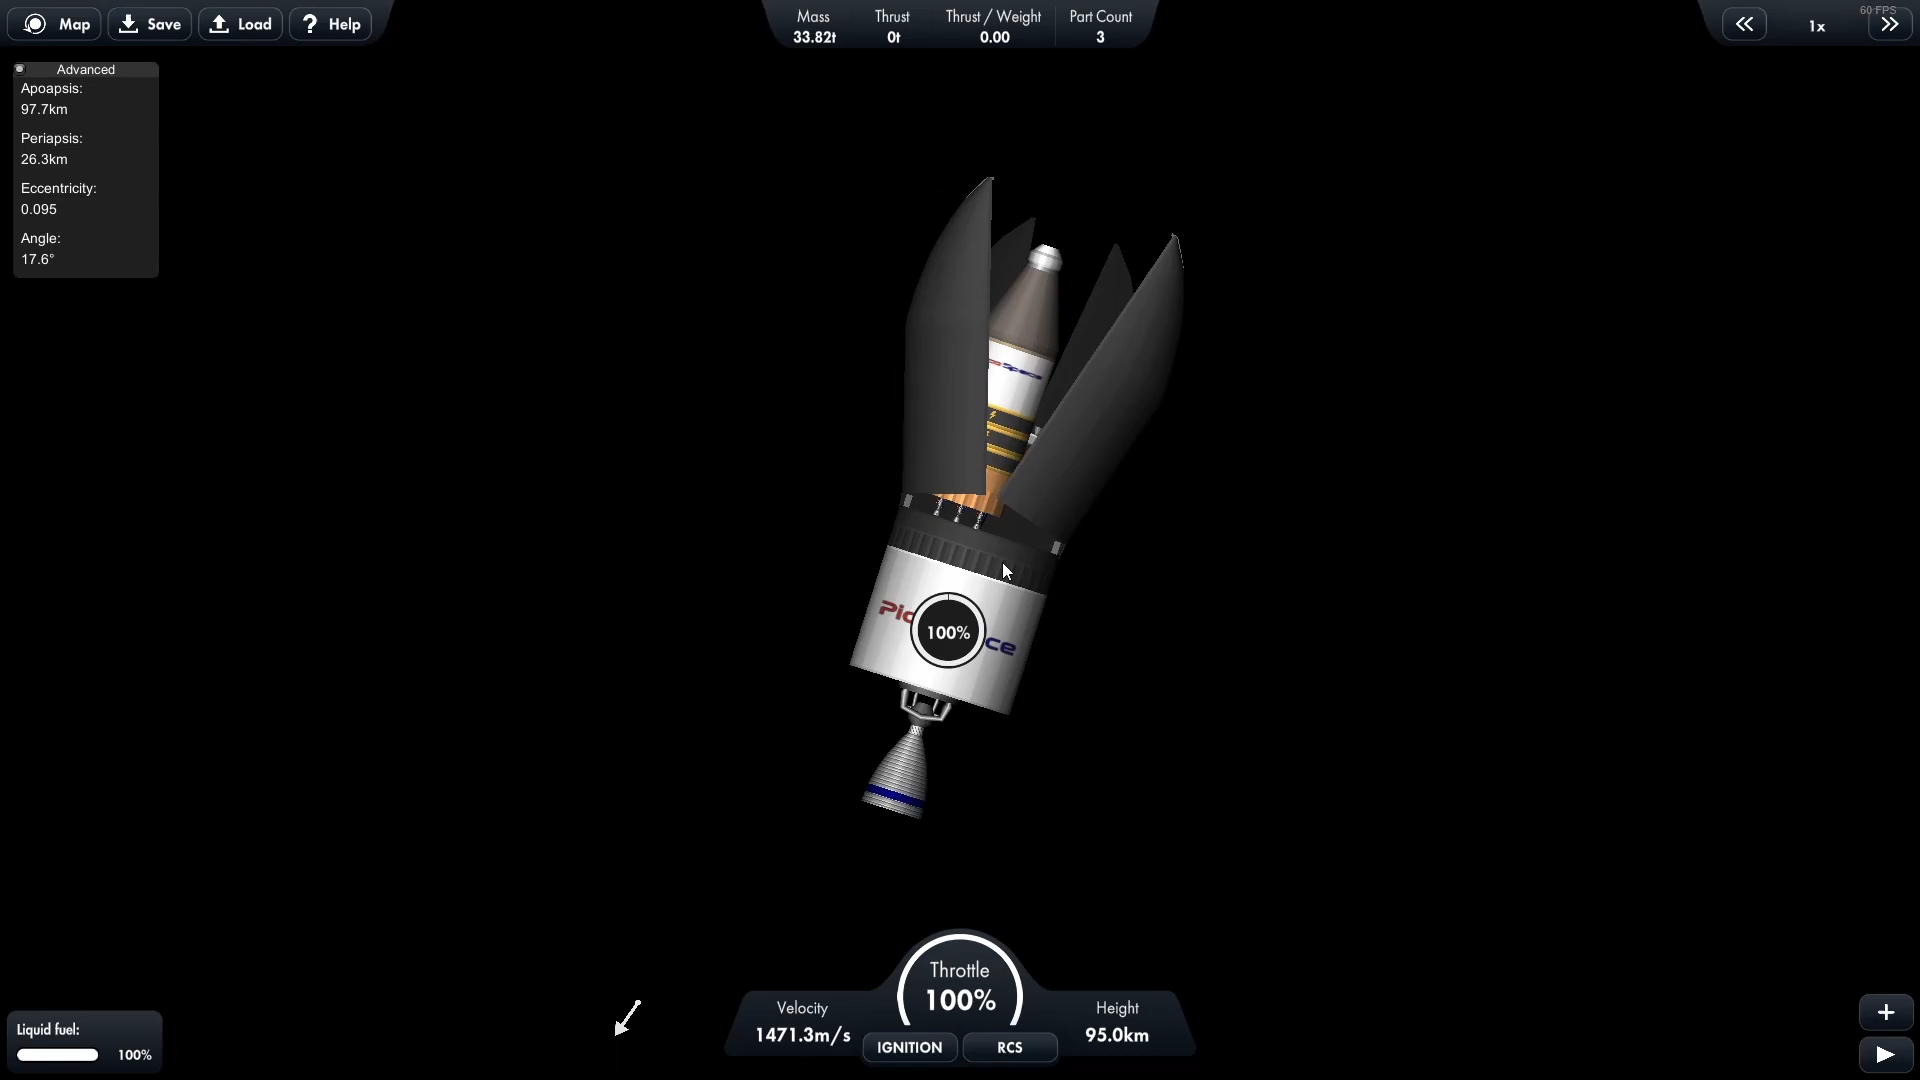 Map
Save
Load
Help
Mass
33.82t
Thrust
0t
Thrust / Weight
0.00
Part Count
3
60 FPS
1x
Advanced
Apoapsis:
97.7km
Periapsis:
26.3km
Eccentricity:
0.095
Angle:
17.6°
100%
Throttle
100%
Velocity
1471.3m/s
Height
95.0km
IGNITION
RCS
Liquid fuel:
100%